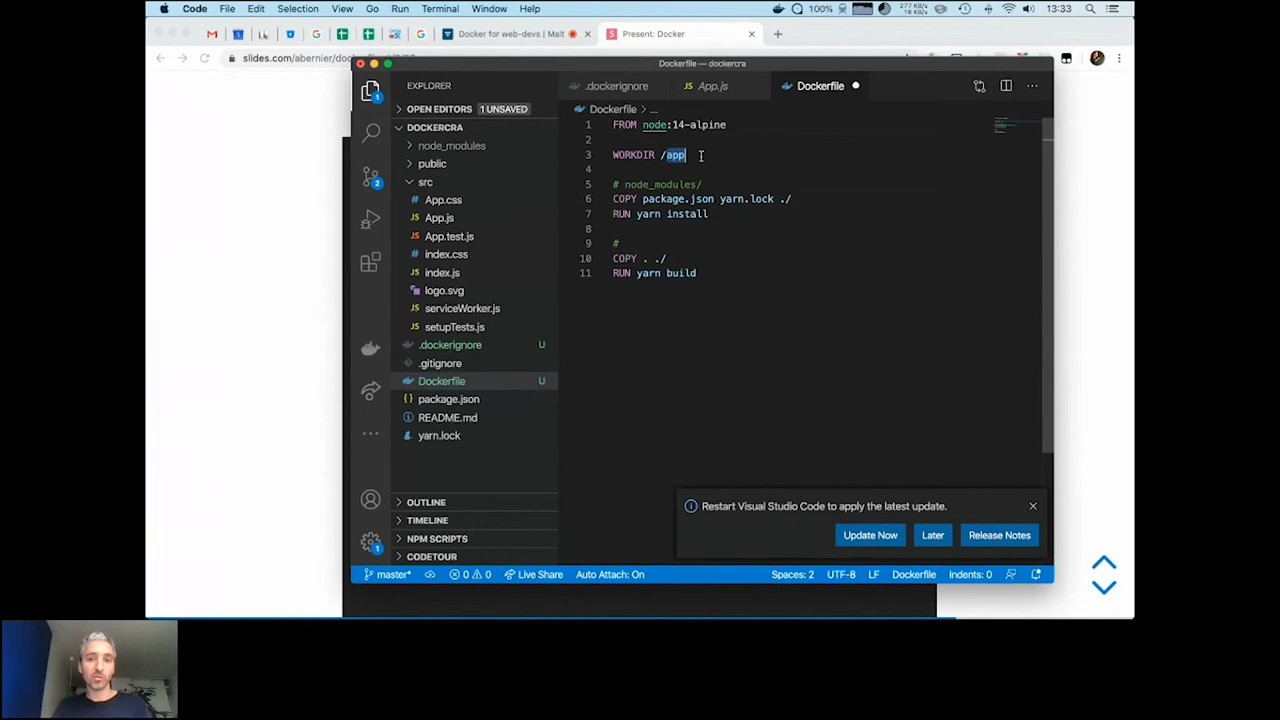 Code File Edit Selection View Go Run Terminal Window Help 100% 277 KB/s 16 KB/s 13:33
Docker for web-devs | Malt Present: Docker
slides.com/abernier/doc
Dockerfile — dockercra
EXPLORER
.dockerignore App.js Dockerfile
OPEN EDITORS 1 UNSAVED
DOCKERCRA
node_modules
public
src
App.css
App.js
App.test.js
index.css
index.js
logo.svg
serviceWorker.js
setupTests.js
.dockerignore U
.gitignore
Dockerfile U
package.json
README.md
yarn.lock
OUTLINE
TIMELINE
NPM SCRIPTS
CODETOUR
Dockerfile > ...
1 FROM node:14-alpine
2
3 WORKDIR /app
4
5 # node_modules/
6 COPY package.json yarn.lock ./
7 RUN yarn install
8
9 #
10 COPY . ./
11 RUN yarn build
Restart Visual Studio Code to apply the latest update.
Update Now Later Release Notes
master* 0 0 Live Share Auto Attach: On Spaces: 2 UTF-8 LF Dockerfile Indents: 0